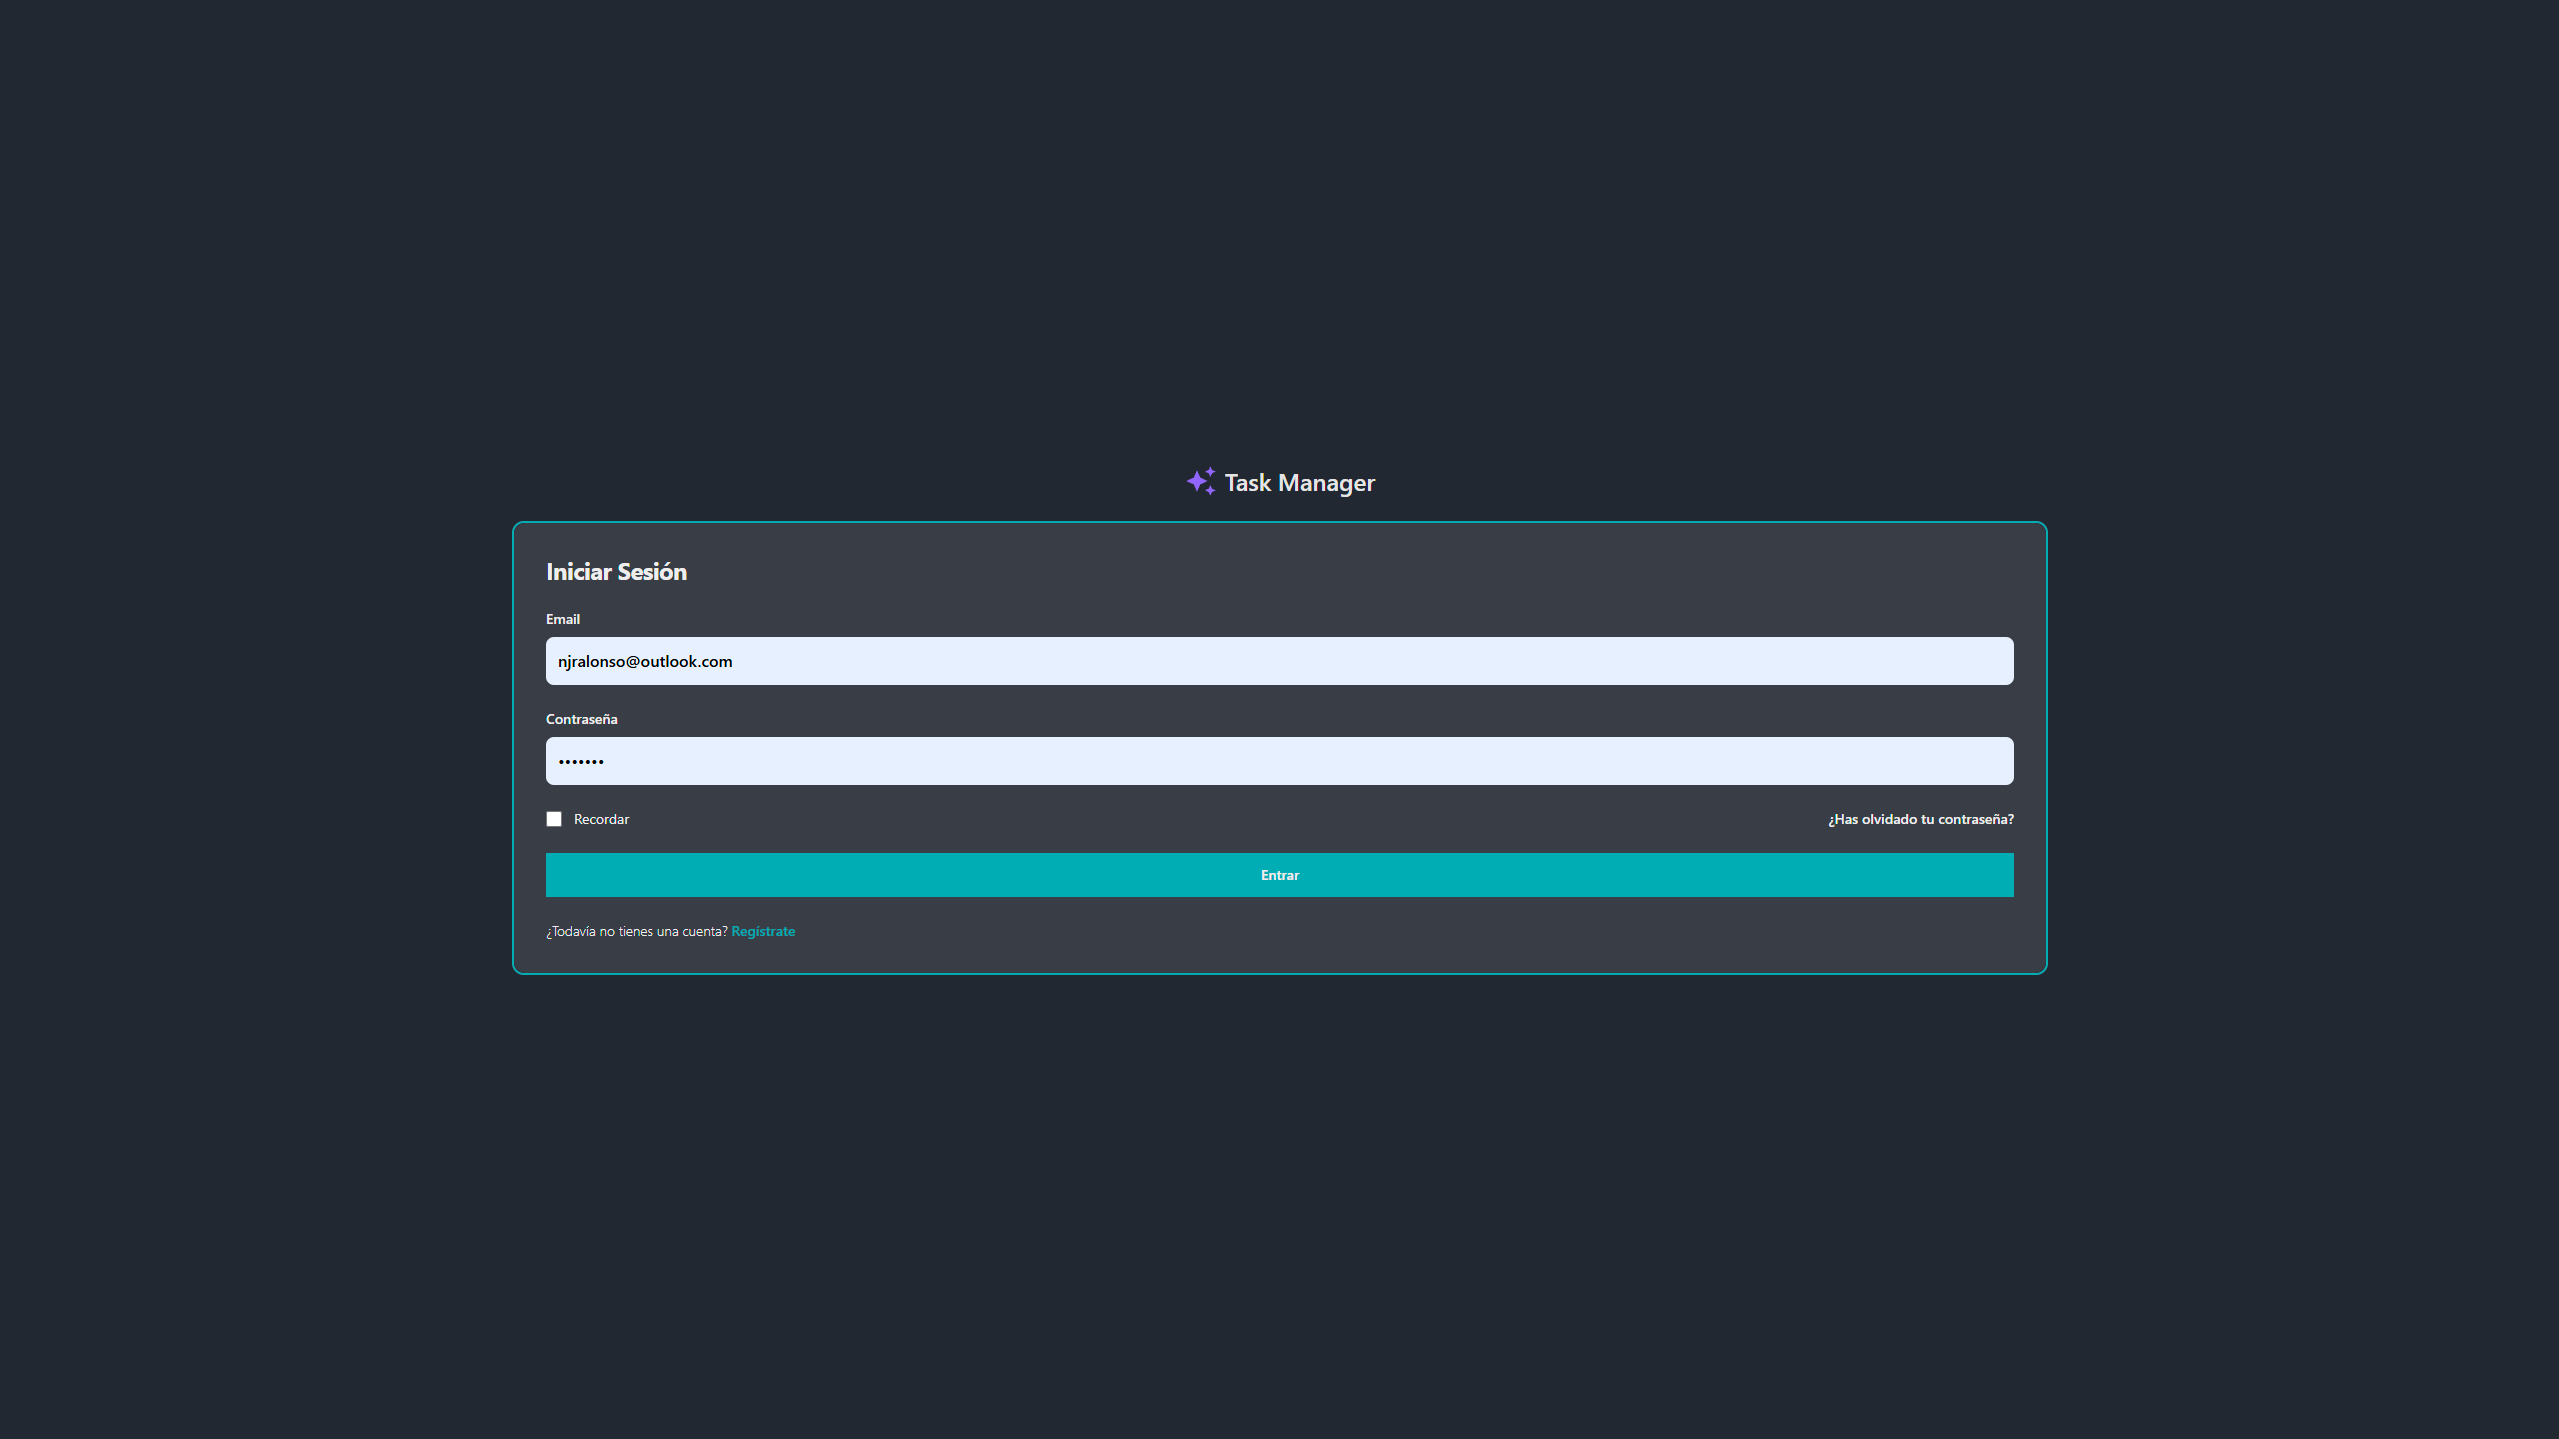 Task Manager
Iniciar Sesión
Email
njralonso@outlook.com
Contraseña
•••••••
Recordar
¿Has olvidado tu contraseña?
Entrar
¿Todavía no tienes una cuenta? Regístrate